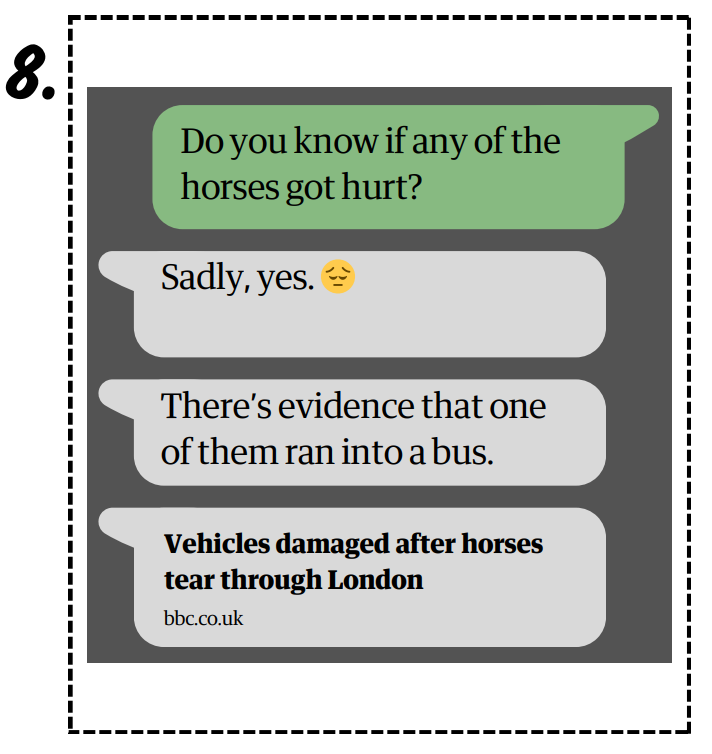 8.
Do you know if any of the
horses got hurt?
Sadly, yes. 😔
There's evidence that one
of them ran into a bus.
Vehicles damaged after horses
tear through London
bbc.co.uk